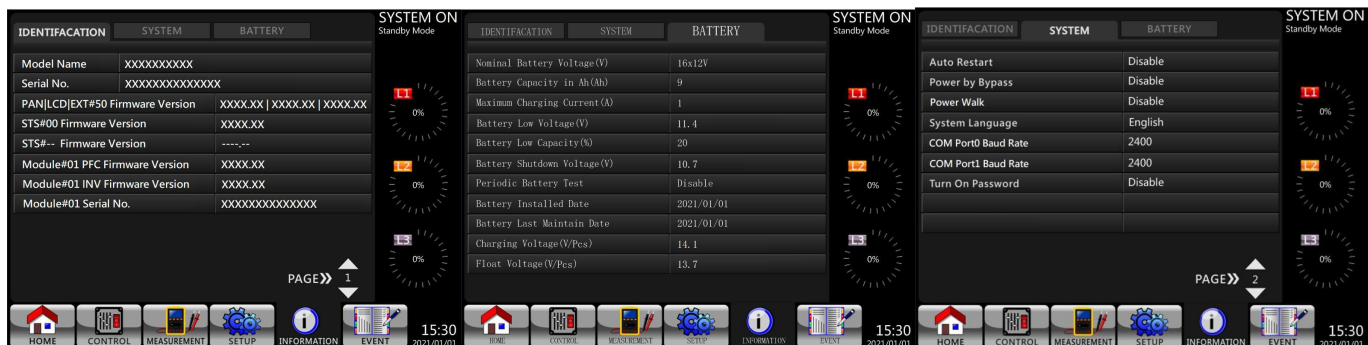 IDENTIFACATION SYSTEM BATTERY
SYSTEM ON
Standby Mode
Model Name XXXXXXXXXX
Serial No. XXXXXXXXXXXXXX
PAN|LCD|EXT#50 Firmware Version XXXX.XX | XXXX.XX | XXXX.XX
STS#00 Firmware Version XXXX.XX
STS#-- Firmware Version ----.--
Module#01 PFC Firmware Version XXXX.XX
Module#01 INV Firmware Version XXXX.XX
Module#01 Serial No. XXXXXXXXXXXXXX
L1
0%
L2
0%
L3
0%
PAGE» 1
HOME CONTROL MEASUREMENT SETUP INFORMATION EVENT
15:30
2021/01/01
IDENTIFACATION SYSTEM BATTERY
SYSTEM ON
Standby Mode
Nominal Battery Voltage(V) 16x12V
Battery Capacity in Ah(Ah) 9
Maximum Charging Current(A) 1
Battery Low Voltage(V) 11.4
Battery Low Capacity(%) 20
Battery Shutdown Voltage(V) 10.7
Periodic Battery Test Disable
Battery Installed Date 2021/01/01
Battery Last Maintain Date 2021/01/01
Charging Voltage(V/Pcs) 14.1
Float Voltage(V/Pcs) 13.7
L1
0%
L2
0%
L3
0%
HOME CONTROL MEASUREMENT SETUP INFORMATION EVENT
15:30
2021/01/01
IDENTIFACATION SYSTEM BATTERY
SYSTEM ON
Standby Mode
Auto Restart Disable
Power by Bypass Disable
Power Walk Disable
System Language English
COM Port0 Baud Rate 2400
COM Port1 Baud Rate 2400
Turn On Password Disable
L1
0%
L2
0%
L3
0%
PAGE» 2
HOME CONTROL MEASUREMENT SETUP INFORMATION EVENT
15:30
2021/01/01